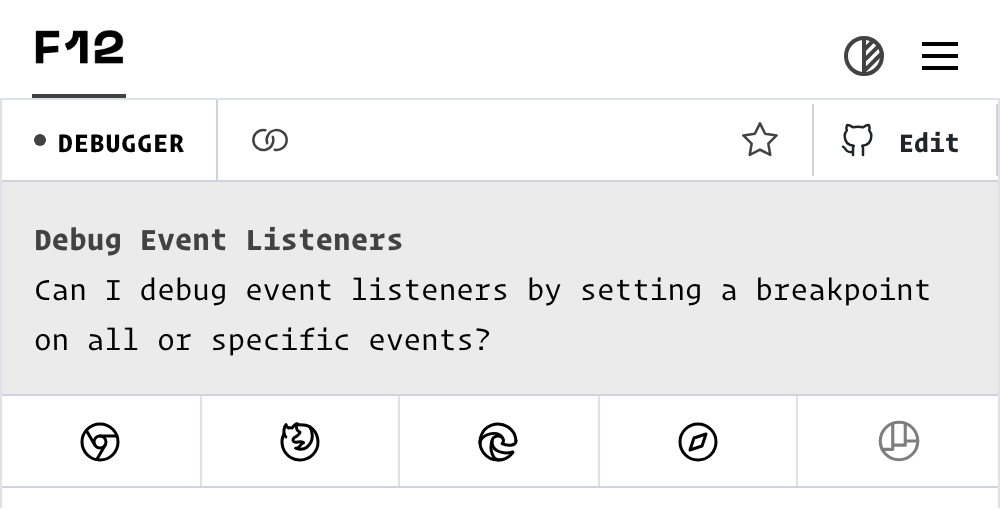 F12
DEBUGGER
Edit
Debug Event Listeners
Can I debug event listeners by setting a breakpoint
on all or specific events?